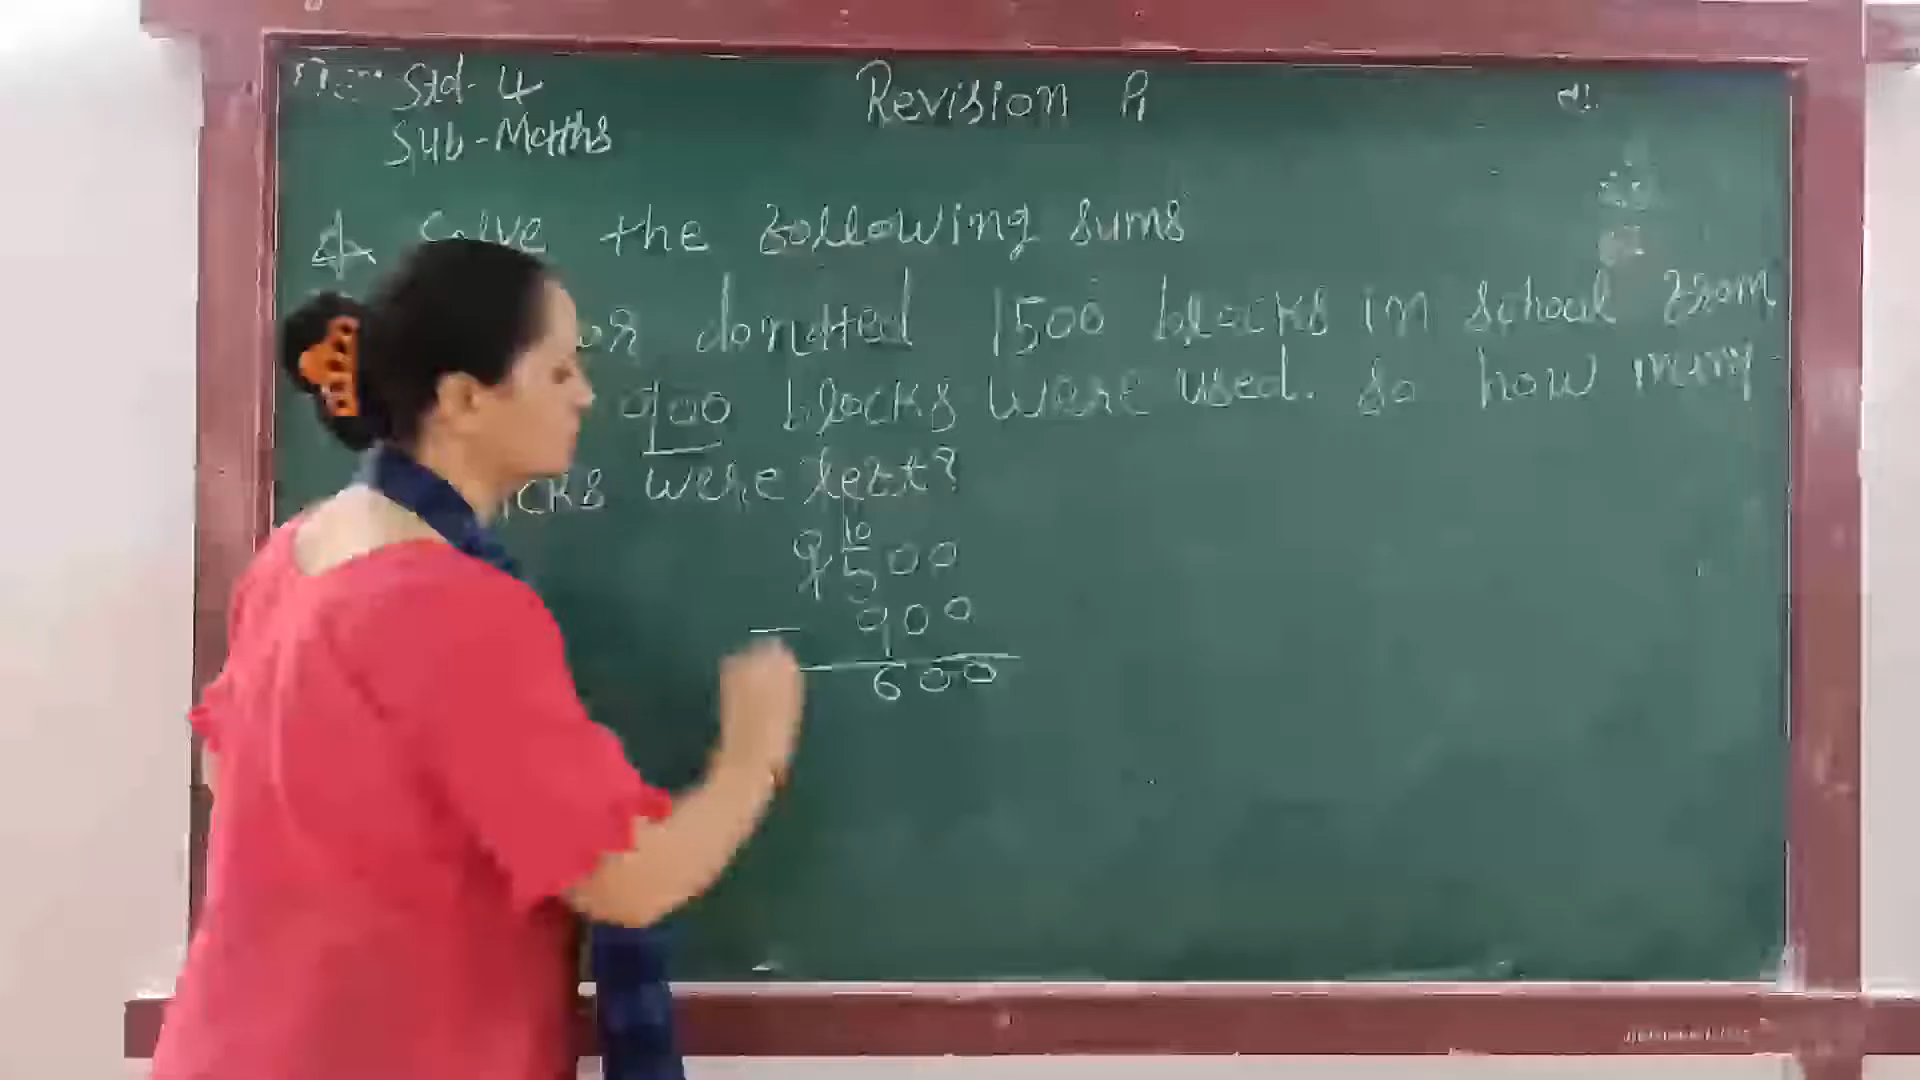 Std-4
Revision
Sub-Maths
Solve the following sums
donated 1500 blocks in school from
900 blocks were used. so how many
were left?
10
1500
- 900
600